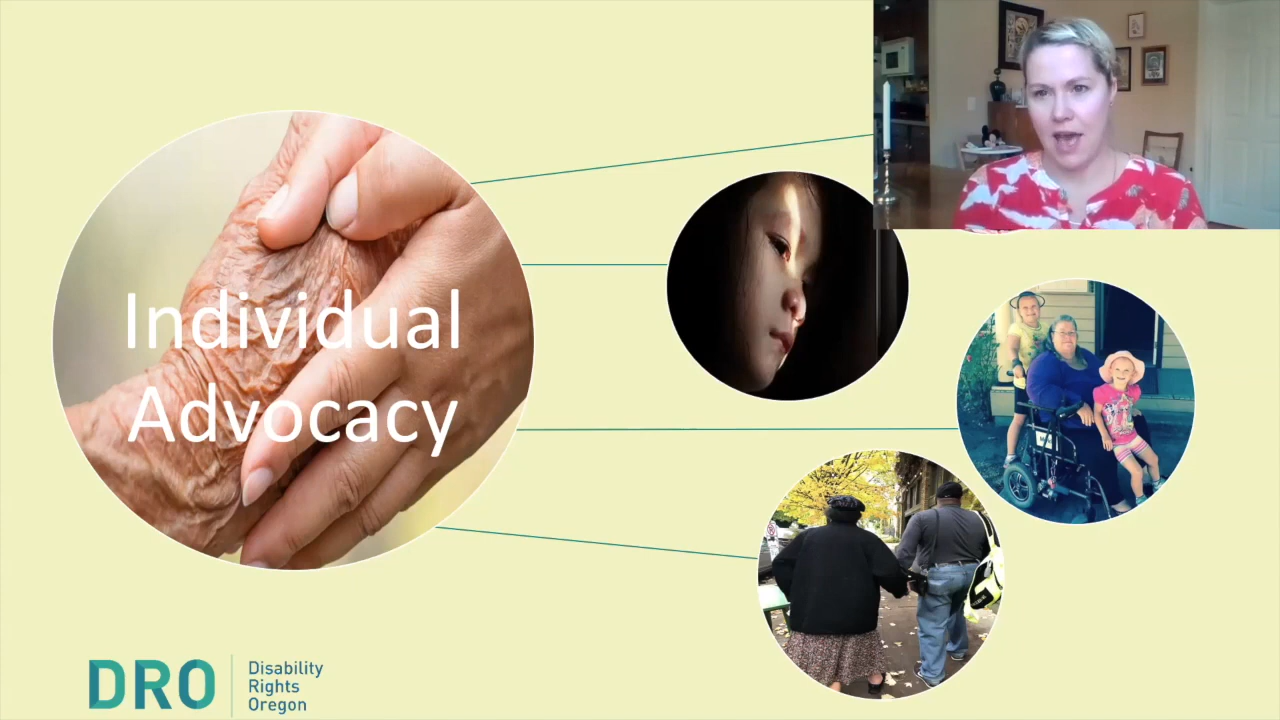 Individual
Advocacy
DRO
Disability
Rights
Oregon